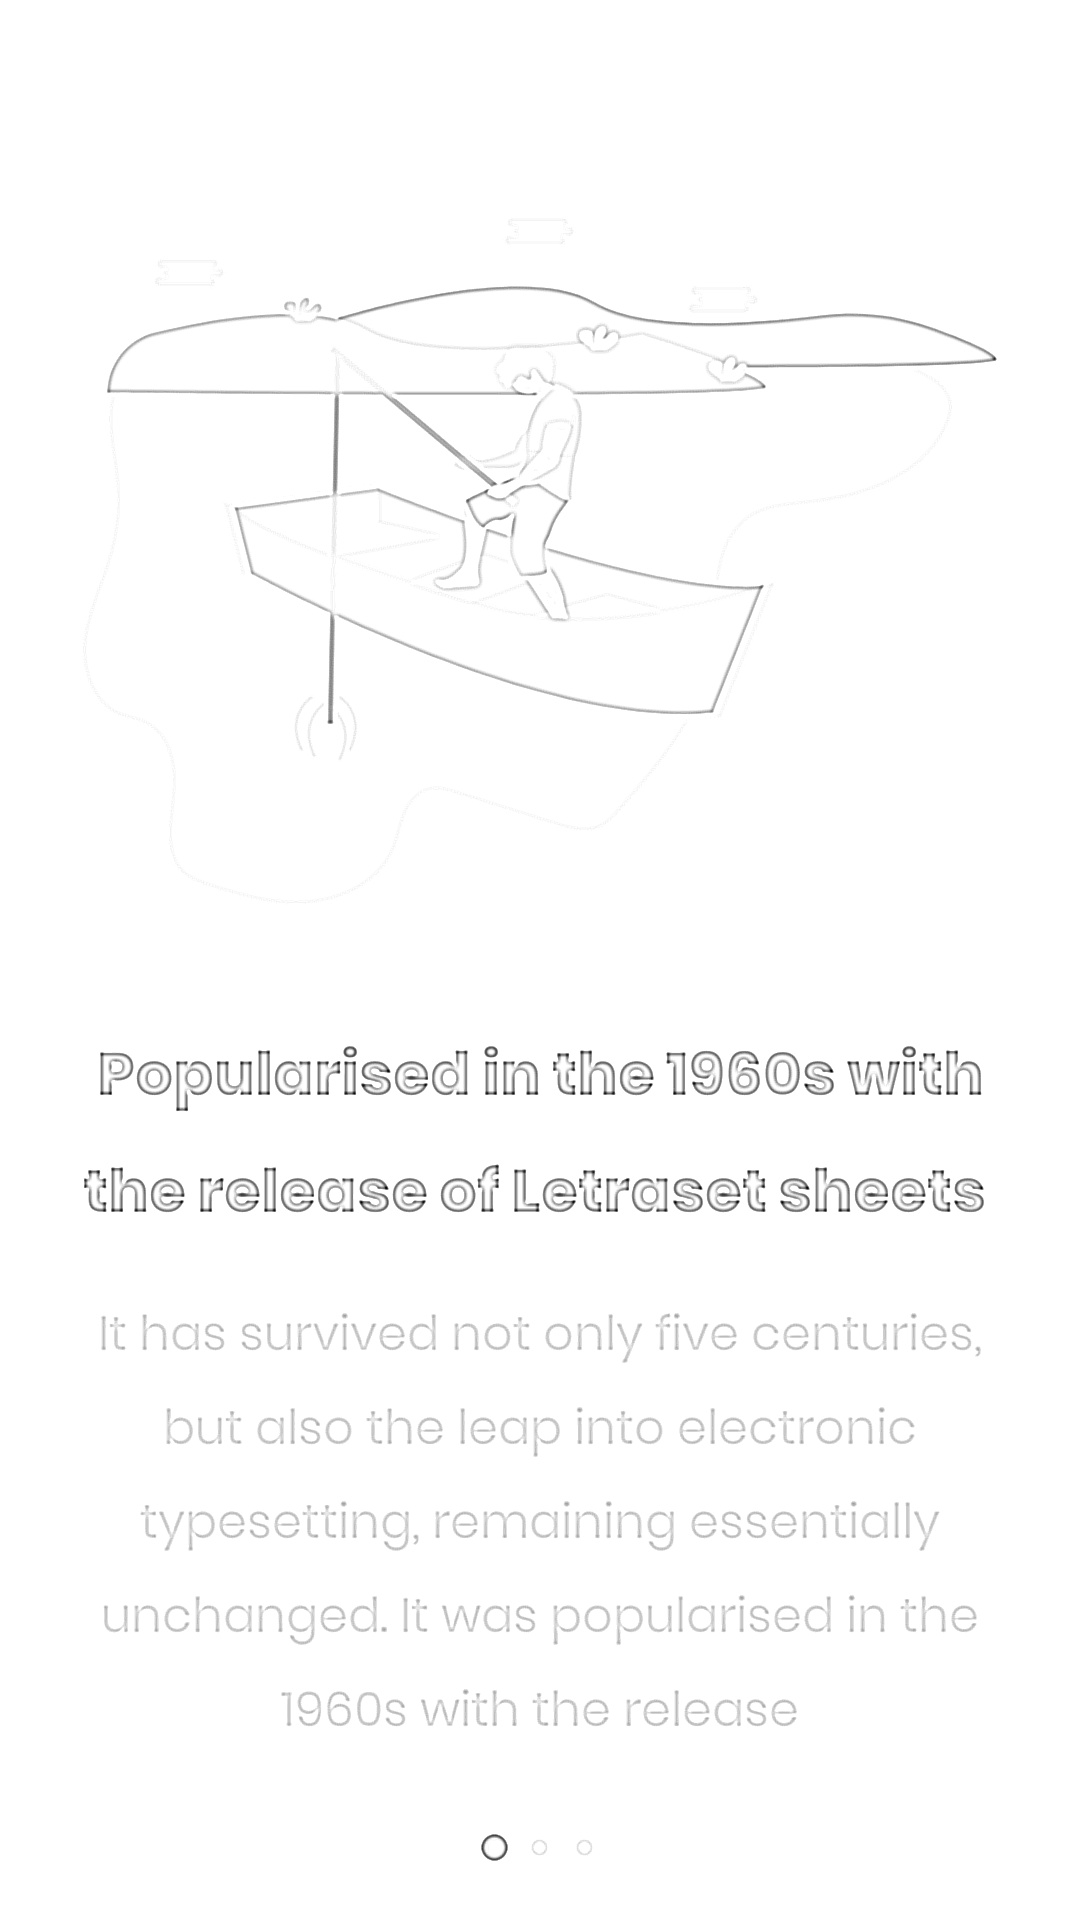 Popularised in the 1960s with
the release of Letraset sheets
It has survived not only five centuries,
but also the leap into electronic
typesetting, remaining essentially
unchanged. It was popularised in the
1960s with the release